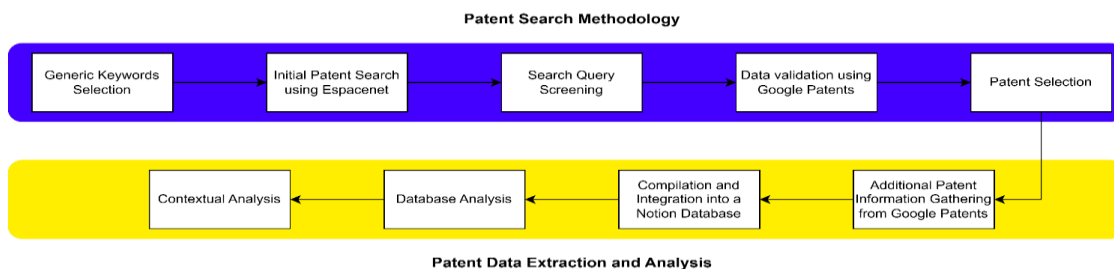 Patent Search Methodology
Generic Keywords
Selection
Initial Patent Search
using Espacenet
Search Query
Screening
Data validation using
Google Patents
Patent Selection
Contextual Analysis
Database Analysis
Compilation and
Integration into a
Notion Database
Additional Patent
Information Gathering
from Google Patents
Patent Data Extraction and Analysis